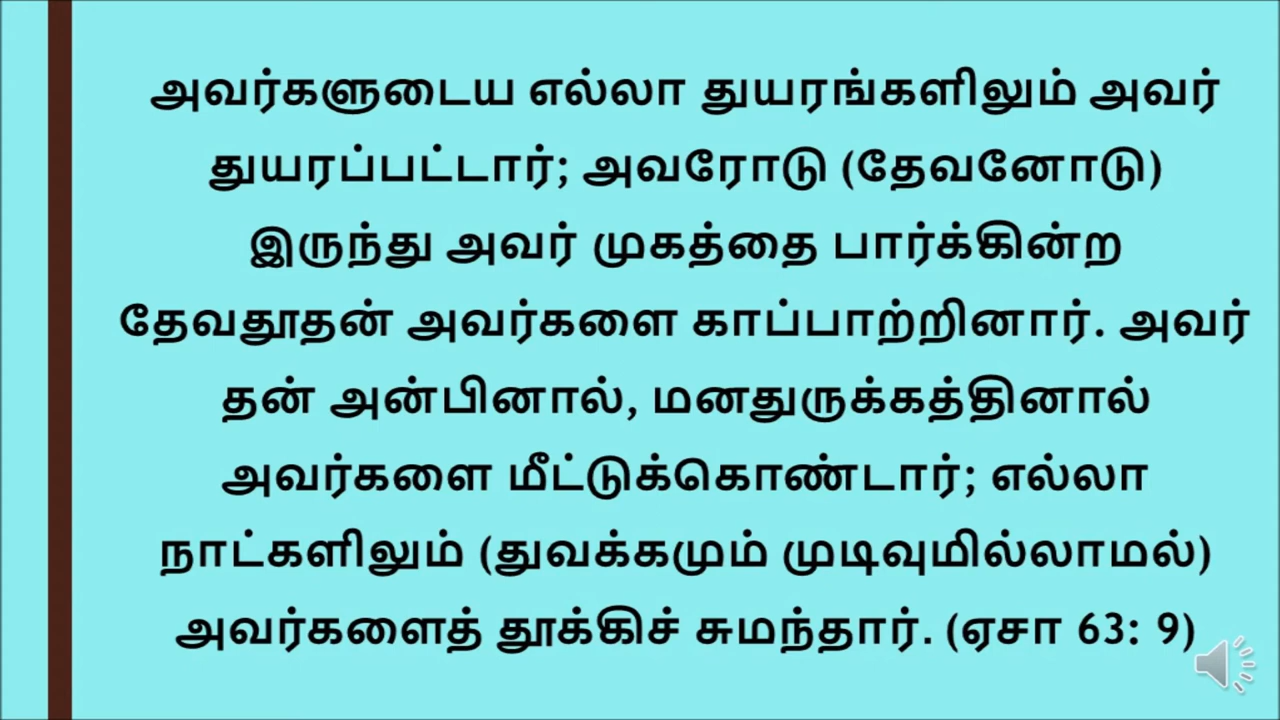 அவர்களுடைய எல்லா துயரங்களிலும் அவர்
துயரப்பட்டார்; அவரோடு (தேவனோடு)
இருந்து அவர் முகத்தை பார்க்கின்ற
தேவதூதன் அவர்களை காப்பாற்றினார். அவர்
தன் அன்பினால், மனதுருக்கத்தினால்
அவர்களை மீட்டுக்கொண்டார்; எல்லா
நாட்களிலும் (துவக்கமும் முடிவுமில்லாமல்)
அவர்களைத் தூக்கிச் சுமந்தார். (ஏசா 63: 9)